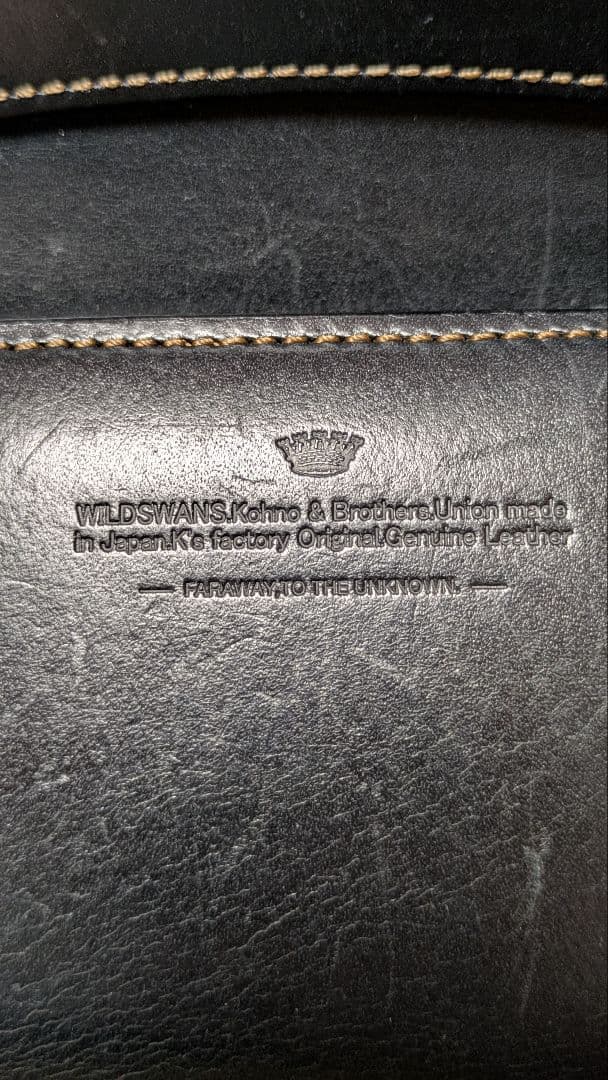 WILDSWANS.Kohno & Brothers.Union made
in Japan.K's factory Original.Genuine Leather
— FARAWAY,TO THE UNKNOWN. —